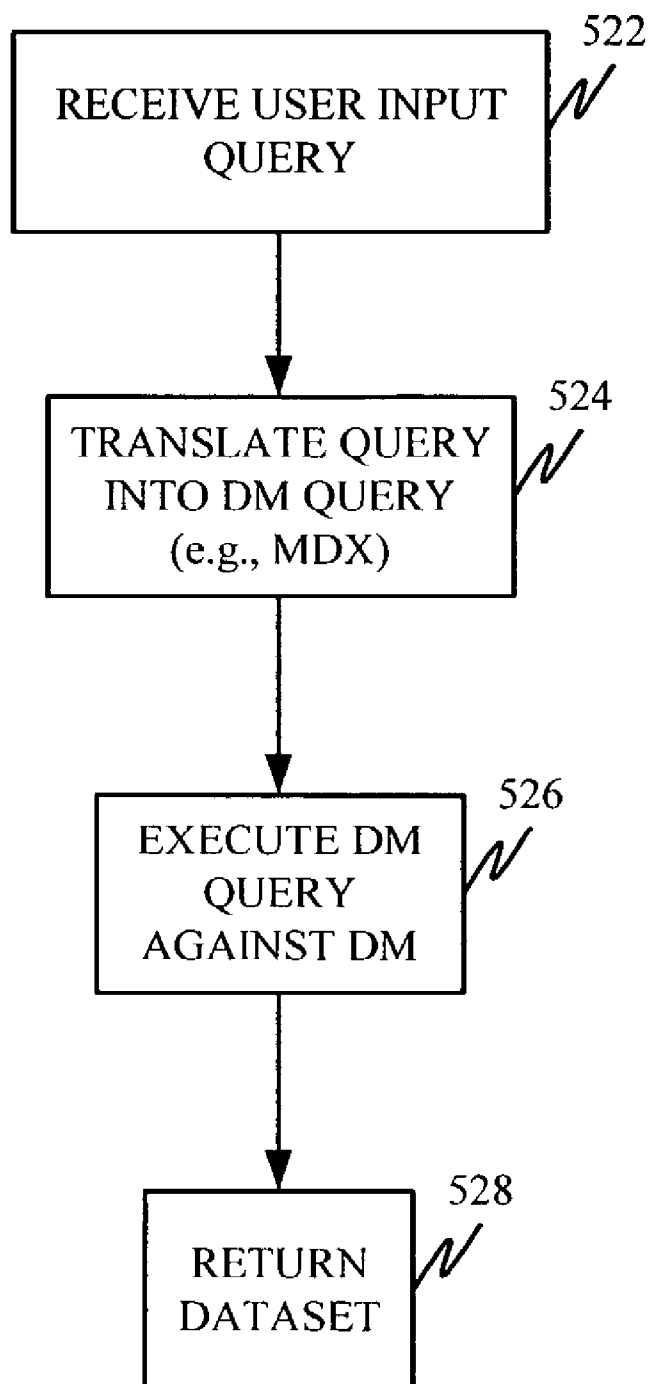 522
RECEIVE USER INPUT
QUERY
524
TRANSLATE QUERY
INTO DM QUERY
(e.g., MDX)
526
EXECUTE DM
QUERY
AGAINST DM
528
RETURN
DATASET